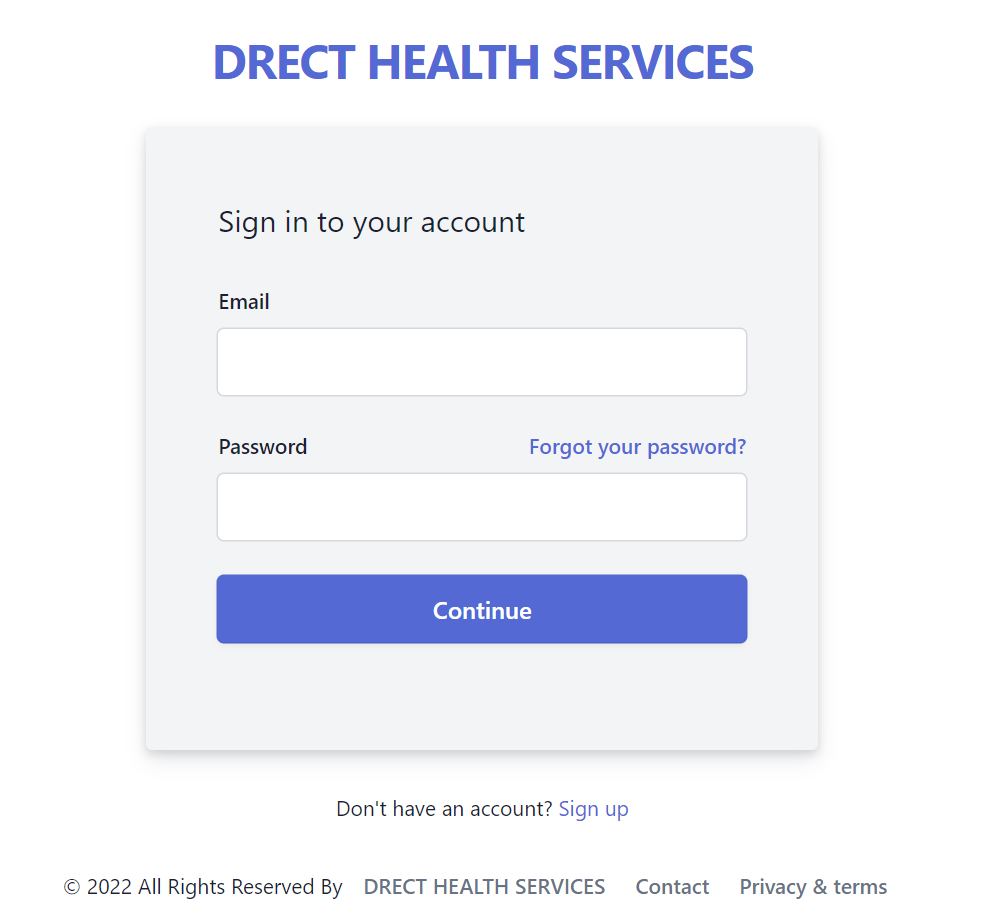 DRECT HEALTH SERVICES
Sign in to your account
Email
Password Forgot your password?
Continue
Don't have an account? Sign up
© 2022 All Rights Reserved By DRECT HEALTH SERVICES Contact Privacy & terms